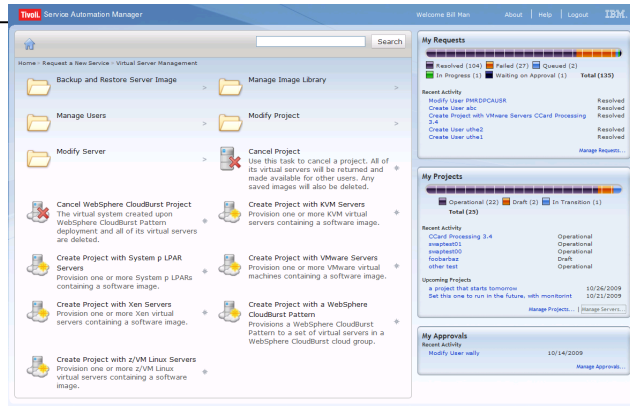 Tivoli. Service Automation Manager
Welcome Bill Man
About
Help
Logout
IBM.
Search
Home > Request a New Service > Virtual Server Management
Backup and Restore Server Image
Manage Image Library
Manage Users
Modify Project
Modify Server
Cancel Project
Use this task to cancel a project. All of
its virtual servers will be returned and
made available for other users. Any
saved images will also be deleted.
Cancel WebSphere CloudBurst Project
The virtual system created upon
WebSphere CloudBurst Pattern
deployment and all of its virtual servers
are deleted.
Create Project with KVM Servers
Provision one or more KVM virtual
servers containing a software image.
Create Project with System p LPAR
Servers
Provision one or more System p LPARs
containing a software image.
Create Project with VMware Servers
Provision one or more VMware virtual
machines containing a software image.
Create Project with Xen Servers
Provision one or more Xen virtual
servers containing a software image.
Create Project with a WebSphere
CloudBurst Pattern
Provisions a WebSphere CloudBurst
Pattern to a set of virtual servers in a
WebSphere CloudBurst cloud group.
Create Project with z/VM Linux Servers
Provision one or more z/VM Linux
virtual servers containing a software
image.
My Requests
Resolved (104) Failed (27) Queued (2)
In Progress (1) Waiting on Approval (1) Total (135)
Recent Activity
Modify User PMRDPCAUSR Resolved
Create User abc Resolved
Create Project with VMware Servers CCard Processing Resolved
3.4
Create User uthe2 Resolved
Create User uthe1 Resolved
Manage Requests...
My Projects
Operational (22) Draft (2) In Transition (1)
Total (25)
Recent Activity
CCard Processing 3.4 Operational
swaptest01 Operational
swaptest00 Operational
foobarbaz Draft
other test Operational
Upcoming Projects
a project that starts tomorrow 10/26/2009
Set this one to run in the future, with monitorint 10/21/2009
Manage Projects... | Manage Servers...
My Approvals
Recent Activity
Modify User wally 10/14/2009
Manage Approvals...